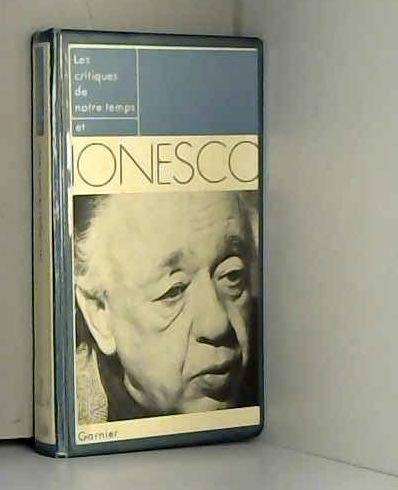 Les
critiques
de
notre temps
et
IONESCO
Garnier